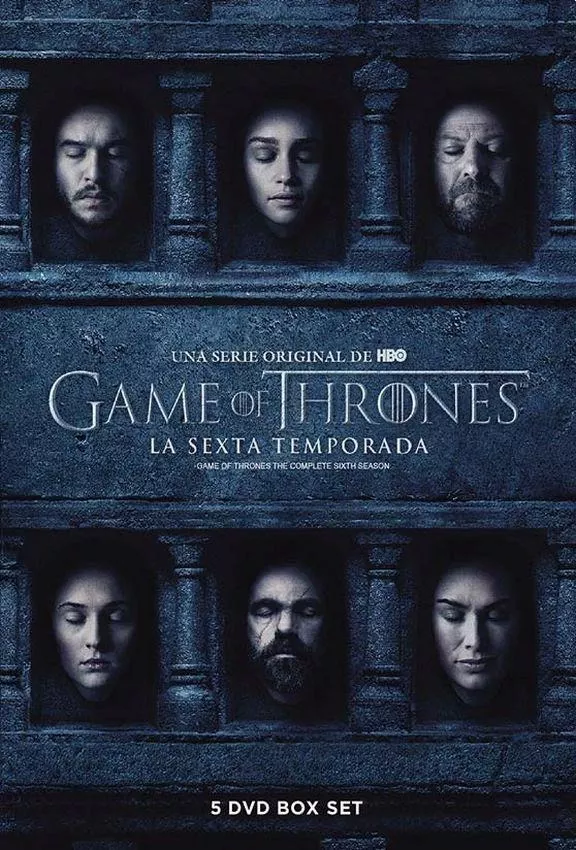 UNA SERIE ORIGINAL DE HBO
GAME OF THRONES™
LA SEXTA TEMPORADA
GAME OF THRONES THE COMPLETE SIXTH SEASON
5 DVD BOX SET